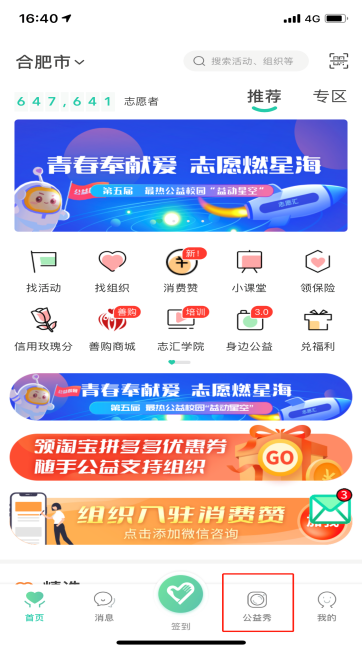 16:40
4G
合肥市
搜索活动、组织等
647,641 志愿者
推荐 专区
青春奉献爱 志愿燃星海
第五届 最热公益校园“益动星空”
志愿汇
新!
找活动 找组织 消费赞 小课堂 领保险
善购 培训 3.0
信用玫瑰分 善购商城 志汇学院 身边公益 兑福利
青春奉献爱 志愿燃星海
第五届 最热公益校园“益动星空”
领淘宝拼多多优惠券
随手公益支持组织
GO
3
组织入驻消费赞
点击添加微信咨询
首页 消息 签到 公益秀 我的